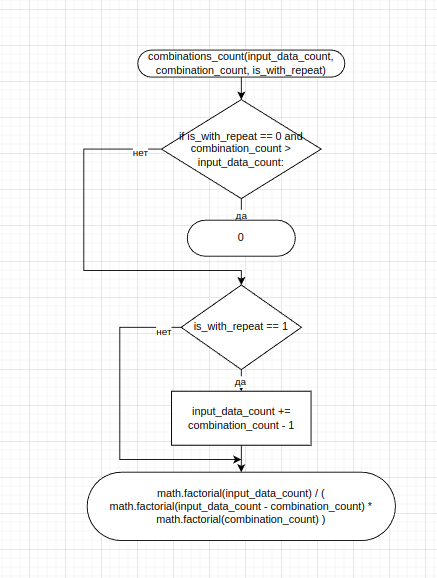 combinations_count(input_data_count,
combination_count, is_with_repeat)
if is_with_repeat == 0 and
combination_count >
input_data_count:
нет
да
0
is_with_repeat == 1
нет
да
input_data_count +=
combination_count - 1
math.factorial(input_data_count) / (
math.factorial(input_data_count - combination_count) *
math.factorial(combination_count) )